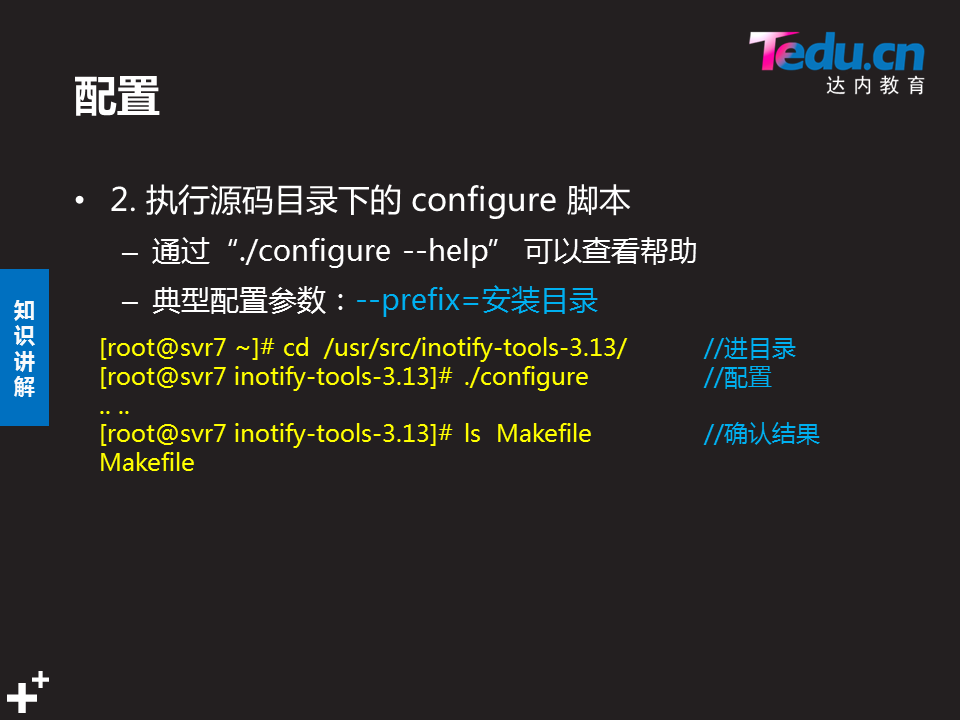 Tedu.cn
达内教育
配置
• 2. 执行源码目录下的 configure 脚本
– 通过“./configure --help” 可以查看帮助
– 典型配置参数：--prefix=安装目录
知识讲解
[root@svr7 ~]# cd  /usr/src/inotify-tools-3.13/ //进目录
[root@svr7 inotify-tools-3.13]# ./configure //配置
.. ..
[root@svr7 inotify-tools-3.13]# ls  Makefile //确认结果
Makefile